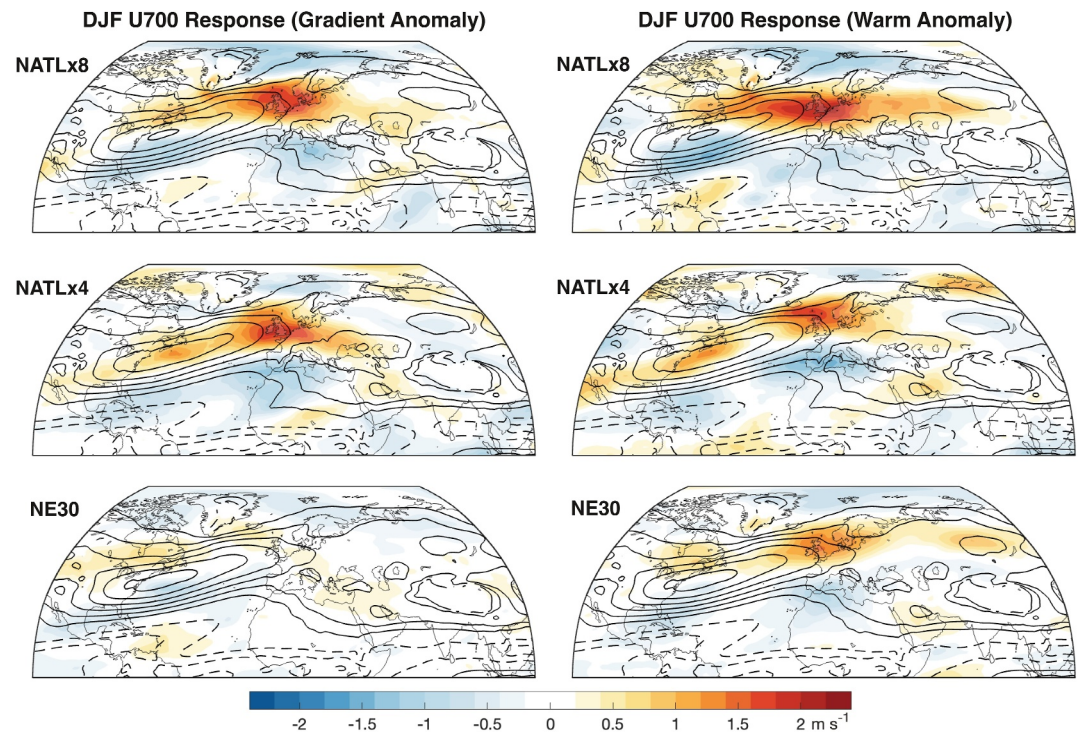 DJF U700 Response (Gradient Anomaly)
DJF U700 Response (Warm Anomaly)
NATLx8
NATLx8
NATLx4
NATLx4
NE30
NE30
-2 -1.5 -1 -0.5 0 0.5 1 1.5 2 m s⁻¹